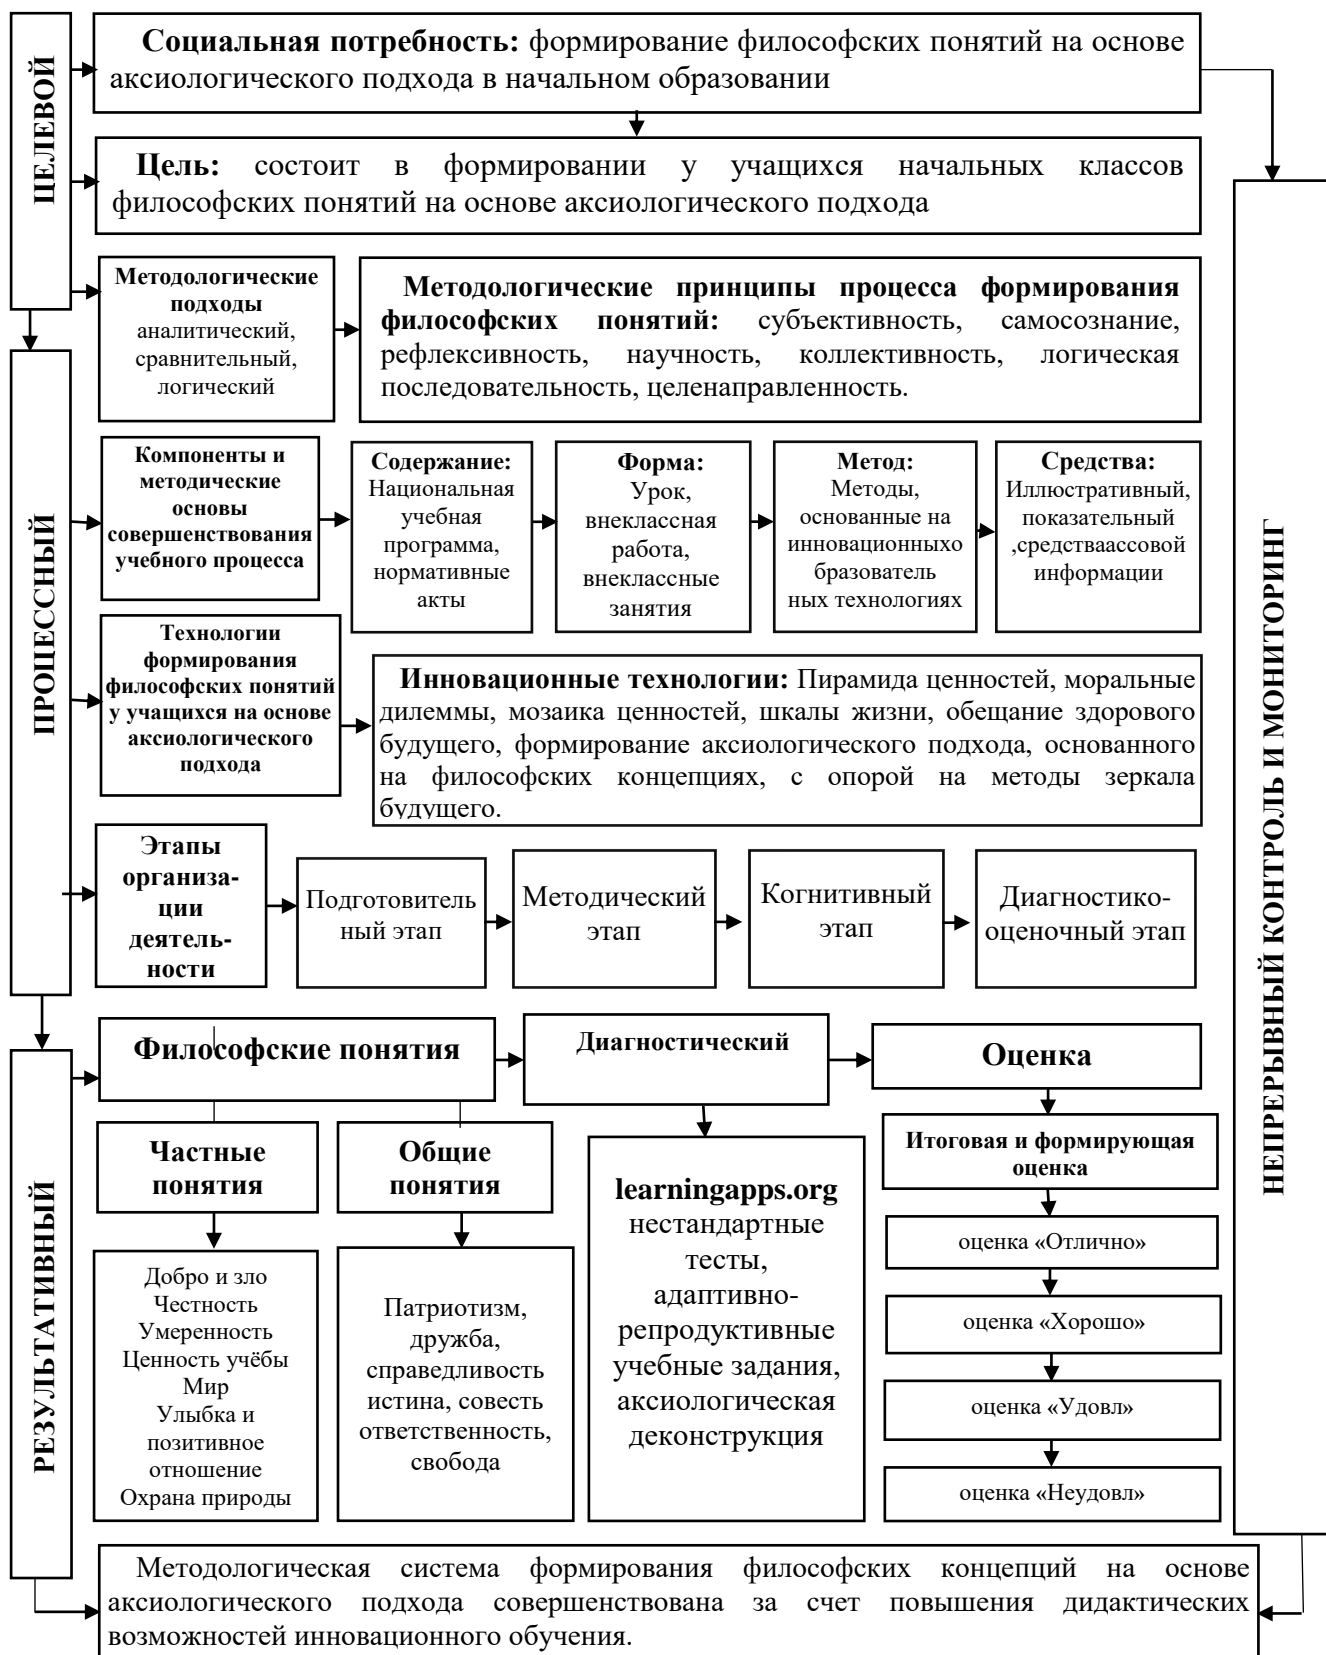 ЦЕЛЕВОЙ
Социальная потребность: формирование философских понятий на основе
аксиологического подхода в начальном образовании
Цель: состоит в формировании у учащихся начальных классов
философских понятий на основе аксиологического подхода
Методологические
подходы
аналитический,
сравнительный,
логический
Методологические принципы процесса формирования
философских понятий: субъективность, самосознание,
рефлексивность, научность, коллективность, логическая
последовательность, целенаправленность.
ПРОЦЕССНЫЙ
Компоненты и
методические
основы
совершенствования
учебного процесса
Содержание:
Национальная
учебная
программа,
нормативные
акты
Форма:
Урок,
внеклассная
работа,
внеклассные
занятия
Метод:
Методы,
основанные на
инновационныхо
бразователь
ных технологиях
Средства:
Иллюстративный,
показательный
,средстваассовой
информации
Технологии
формирования
философских понятий
у учащихся на основе
аксиологического
подхода
Инновационные технологии: Пирамида ценностей, моральные
дилеммы, мозаика ценностей, шкалы жизни, обещание здорового
будущего, формирование аксиологического подхода, основанного
на философских концепциях, с опорой на методы зеркала
будущего.
Этапы
организа-
ции
деятель-
ности
Подготовитель
ный этап
Методический
этап
Когнитивный
этап
Диагностико-
оценочный этап
НЕПРЕРЫВНЫЙ КОНТРОЛЬ И МОНИТОРИНГ
РЕЗУЛЬТАТИВНЫЙ
Философские понятия
Диагностический
Оценка
Частные
понятия
Общие
понятия
Добро и зло
Честность
Умеренность
Ценность учёбы
Мир
Улыбка и
позитивное
отношение
Охрана природы
Патриотизм,
дружба,
справедливость
истина, совесть
ответственность,
свобода
learningapps.org
нестандартные
тесты,
адаптивно-
репродуктивные
учебные задания,
аксиологическая
деконструкция
Итоговая и формирующая
оценка
оценка «Отлично»
оценка «Хорошо»
оценка «Удовл»
оценка «Неудовл»
Методологическая система формирования философских концепций на основе
аксиологического подхода совершенствована за счет повышения дидактических
возможностей инновационного обучения.